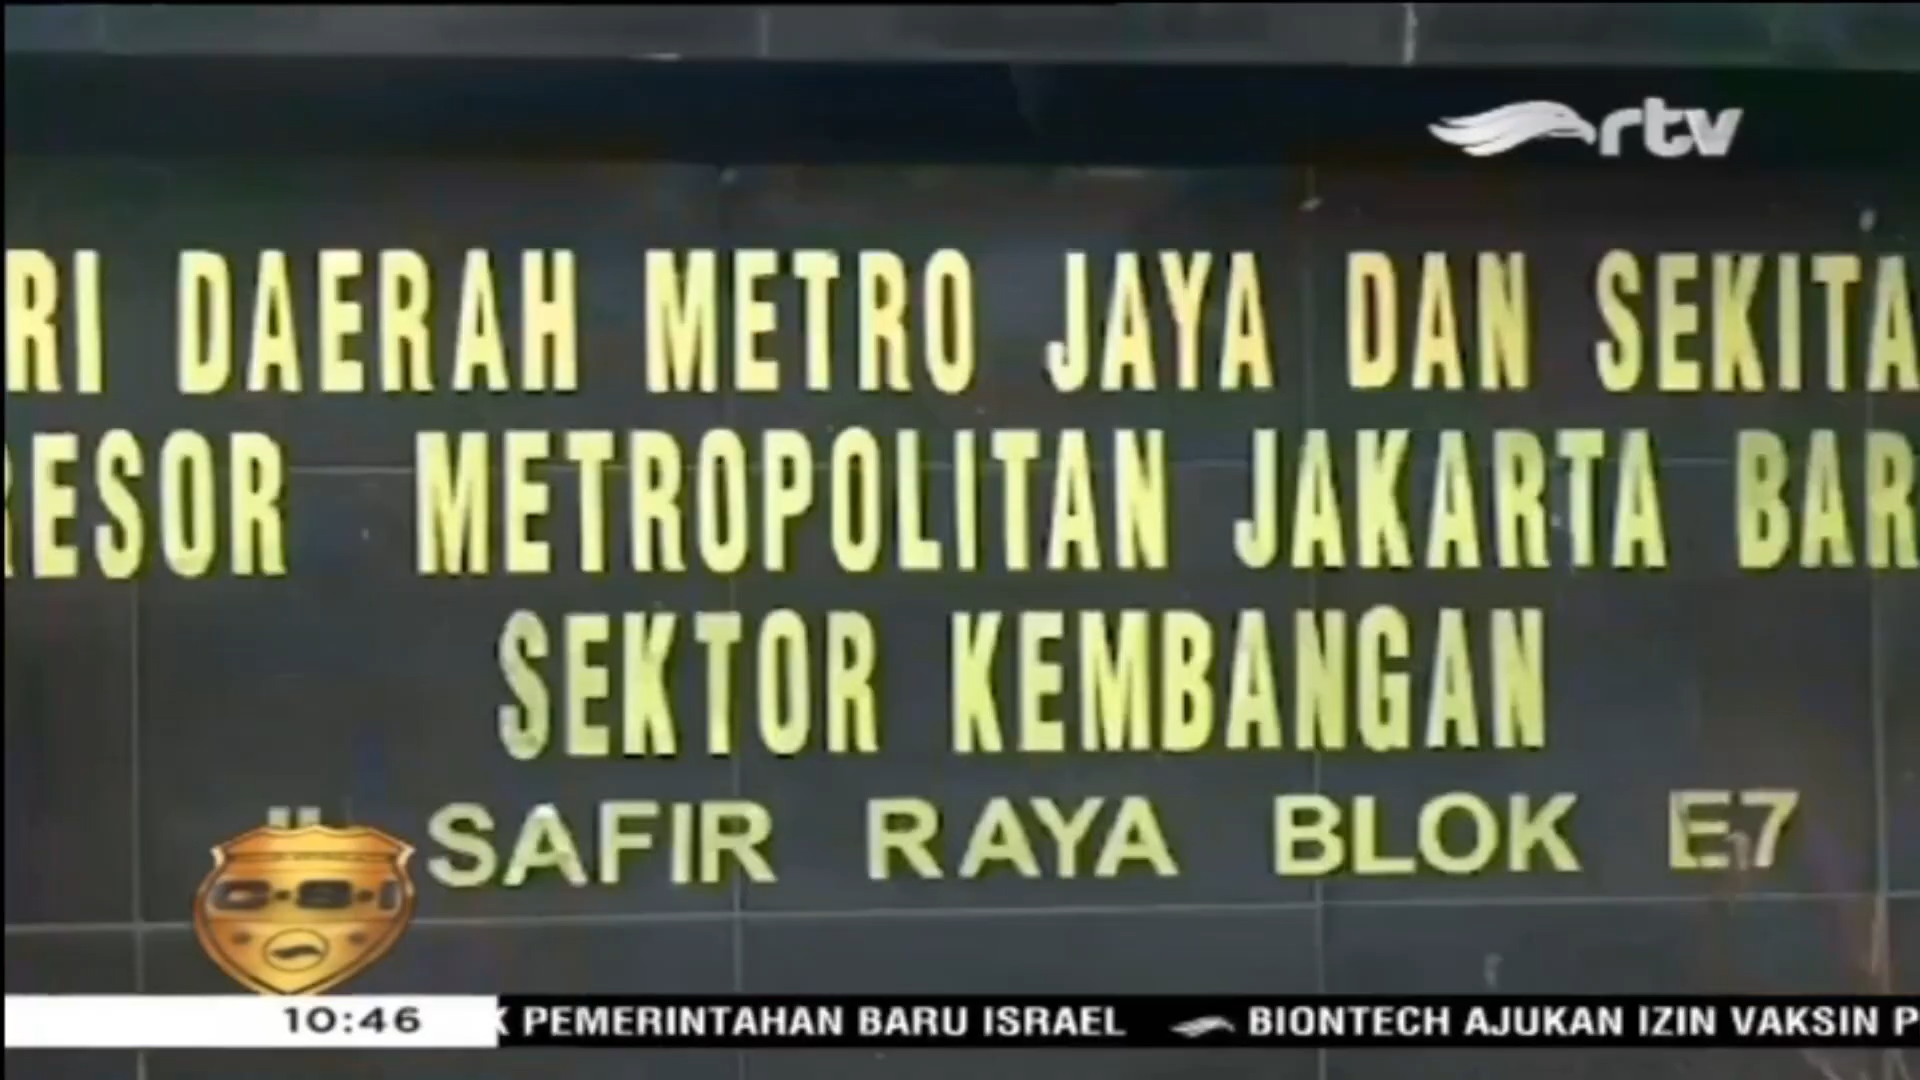 rtv
RI DAERAH METRO JAYA DAN SEKITA
RESOR METROPOLITAN JAKARTA BAR
SEKTOR KEMBANGAN
SAFIR RAYA BLOK E7
C·S·I
10:46 K PEMERINTAHAN BARU ISRAEL BIONTECH AJUKAN IZIN VAKSIN P